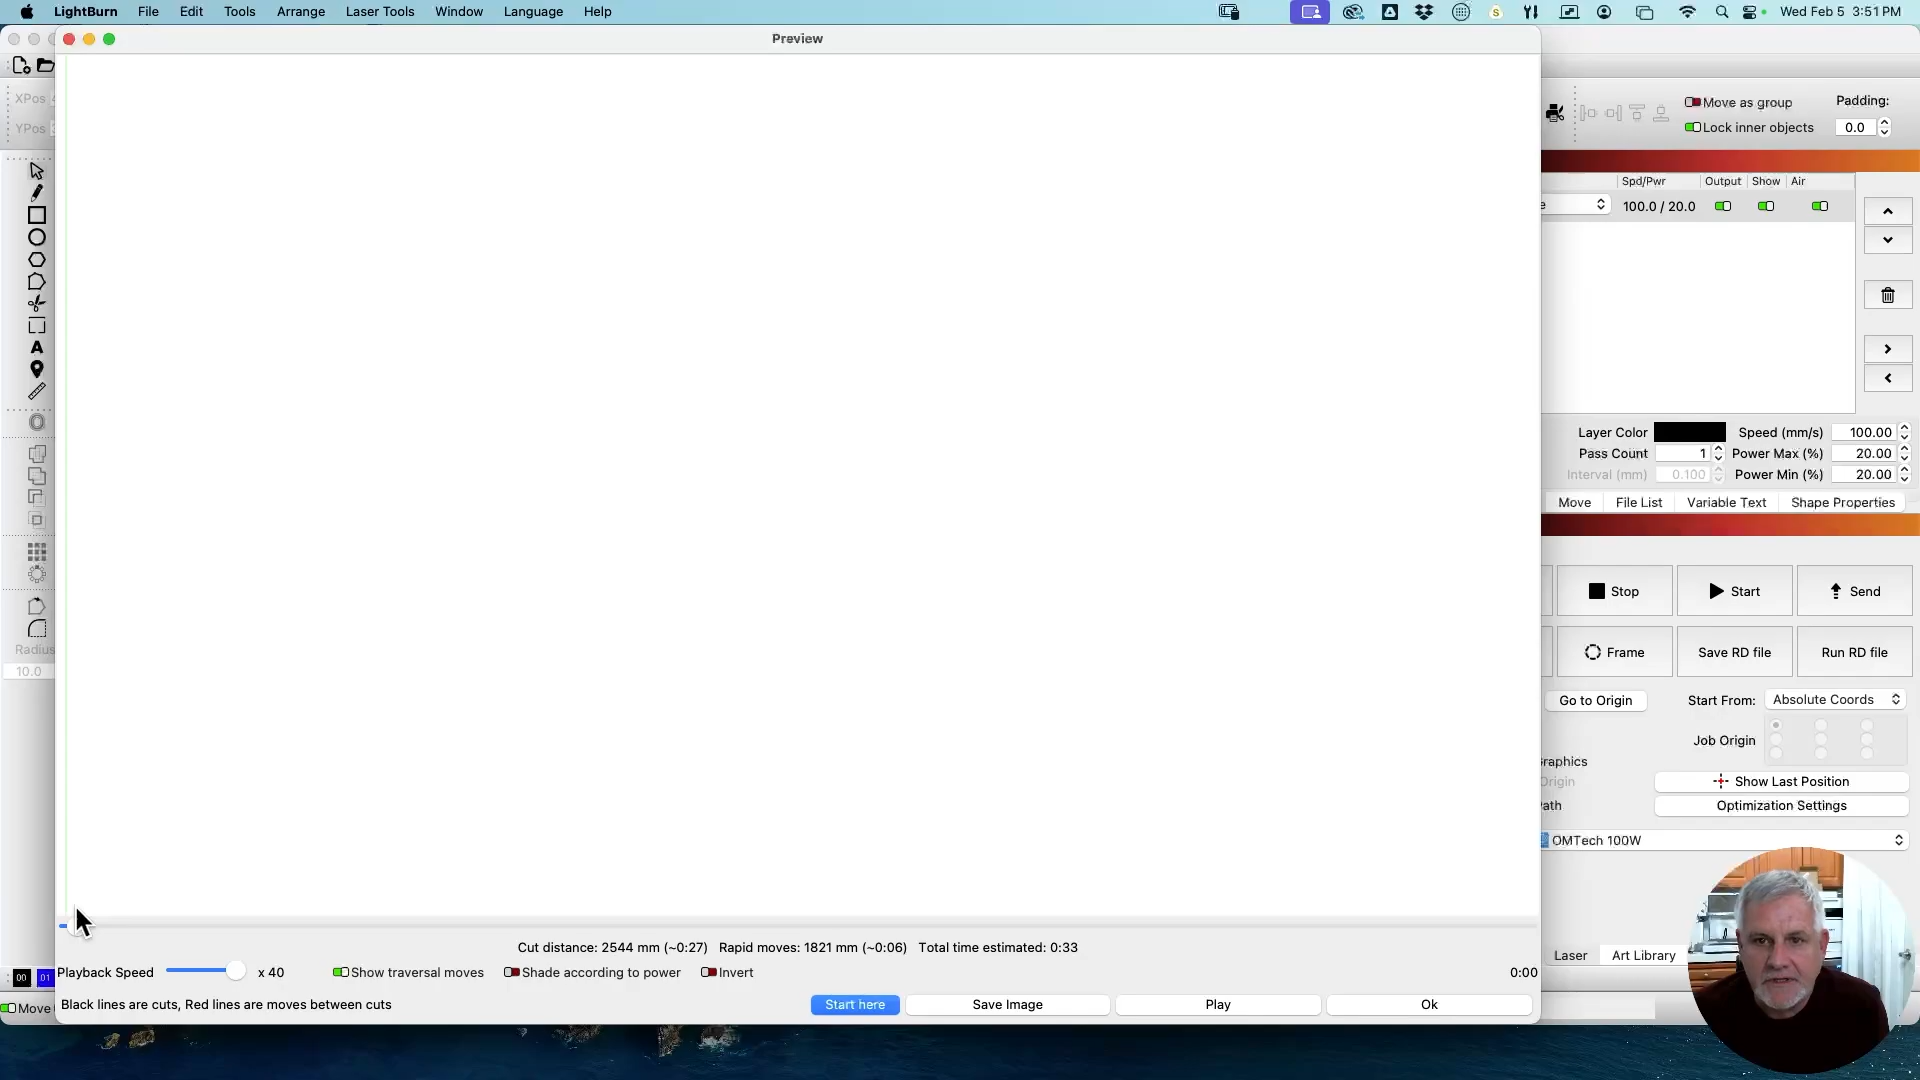 LightBurn File Edit Tools Arrange Laser Tools Window Language Help Wed Feb 5 3:51 PM
Preview
XPos
YPos
Move as group
Padding:
Lock inner objects
0.0
Spd/Pwr Output Show Air
e 100.0 / 20.0
Layer Color Speed (mm/s) 100.00
Pass Count 1 Power Max (%) 20.00
Interval (mm) 0.100 Power Min (%) 20.00
Move File List Variable Text Shape Properties
Stop Start Send
Frame Save RD file Run RD file
Radius
10.0
Go to Origin Start From: Absolute Coords
Job Origin
raphics
Origin Show Last Position
ath Optimization Settings
OMTech 100W
Laser Art Library
Cut distance: 2544 mm (~0:27) Rapid moves: 1821 mm (~0:06) Total time estimated: 0:33
00 01 Playback Speed x 40 Show traversal moves Shade according to power Invert 0:00
Move Black lines are cuts, Red lines are moves between cuts Start here Save Image Play Ok